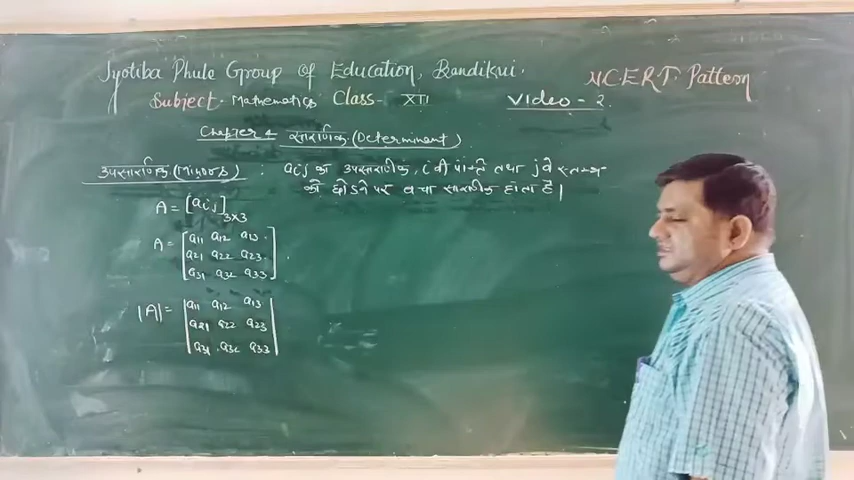 Jyotiba Phule Group of Education, Bandikui.
N.C.E.R.T. Pattern
Subject - Mathematics Class - XII
Video - 2.
Chapter 4 सारणिक (Determinant)
उपसारणिक (Minors) : aij का उपसारणिक, i वी पंक्ति तथा j वे स्तम्भ
को छोडने पर बचा सारणीक होता है।
A = [aij]3×3
A = [a11 a12 a13
a21 a22 a23
a31 a32 a33]
|A| = |a11 a12 a13
a21 a22 a23
a31 a32 a33|